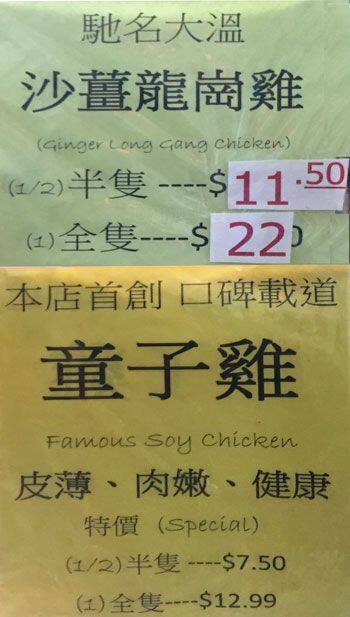 馳名大溫
沙薑龍崗雞
(Ginger Long Gang Chicken)
(1/2) 半隻 ----$11.50
(1) 全隻----$ 22
本店首創 口碑載道
童子雞
Famous Soy Chicken
皮薄、肉嫩、健康
特價 (Special)
(1/2) 半隻 ----$7.50
(1) 全隻----$12.99